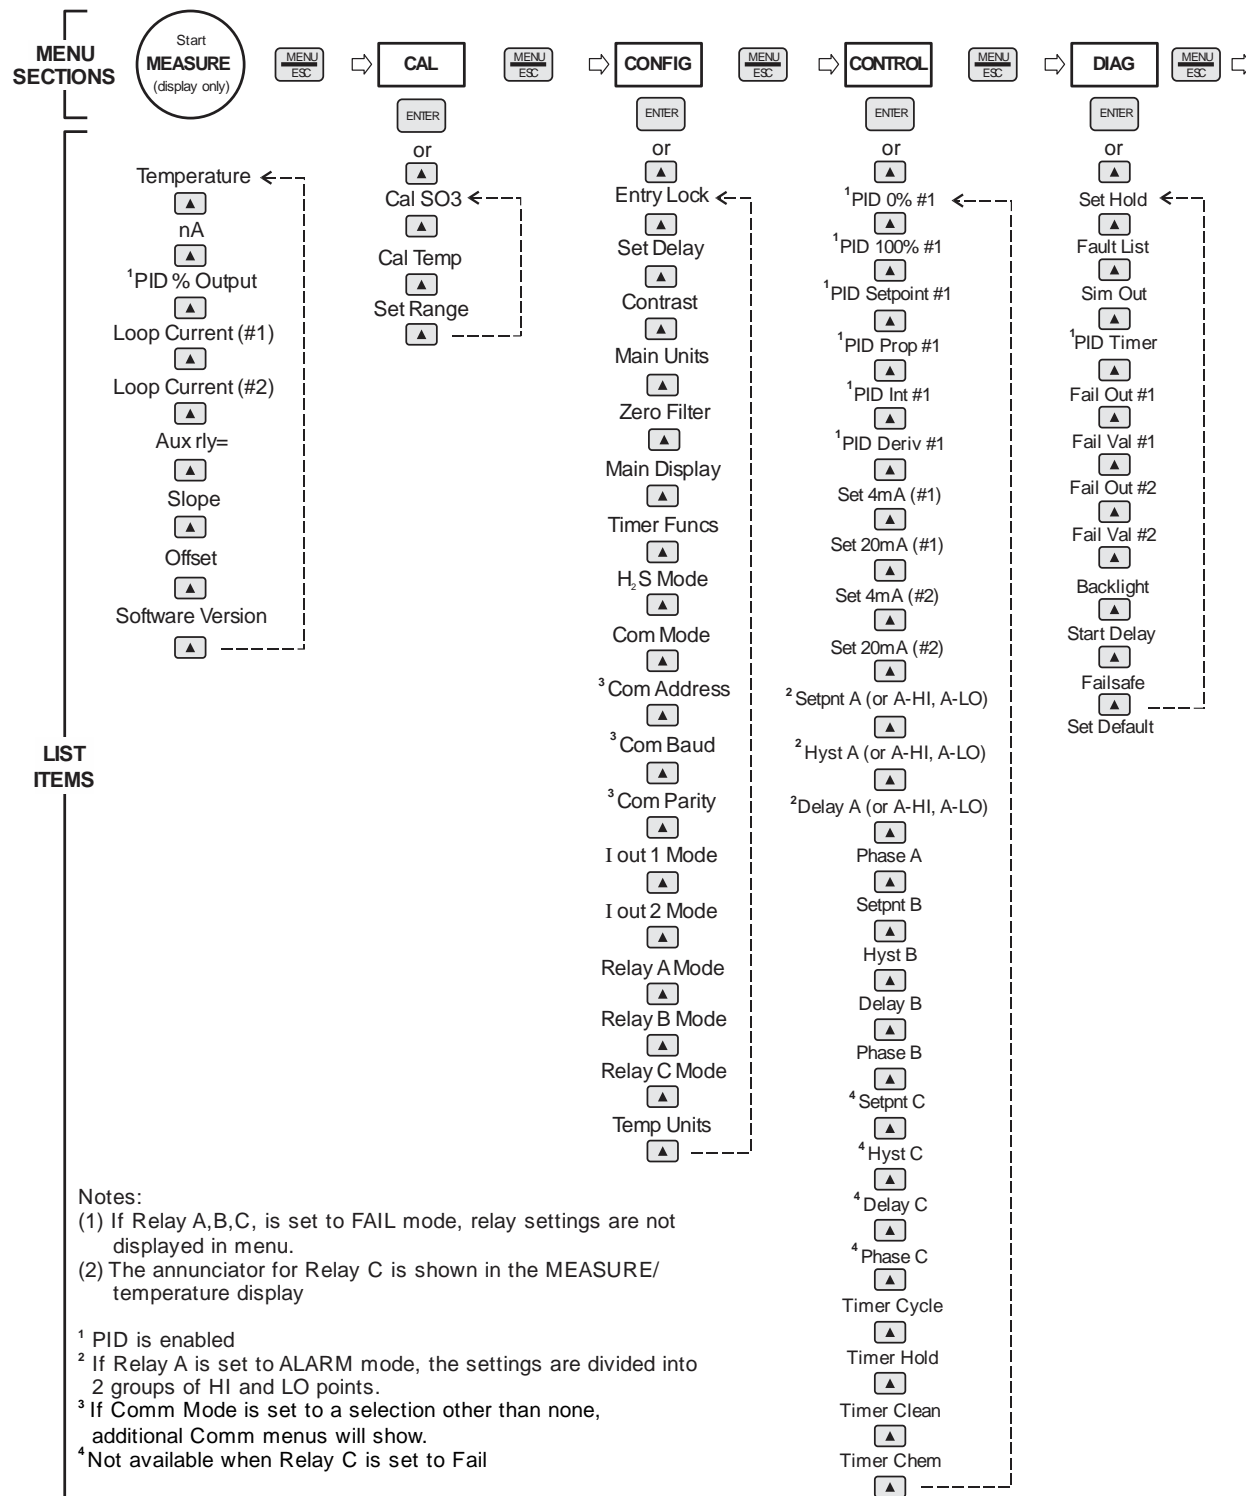 MENU
SECTIONS
Start
MEASURE
(display only)
MENU
ESC
CAL
MENU
ESC
CONFIG
MENU
ESC
CONTROL
MENU
ESC
DIAG
MENU
ESC
LIST
ITEMS
Temperature
nA
¹PID % Output
Loop Current (#1)
Loop Current (#2)
Aux rly=
Slope
Offset
Software Version
ENTER
or
Cal SO3
Cal Temp
Set Range
ENTER
or
Entry Lock
Set Delay
Contrast
Main Units
Zero Filter
Main Display
Timer Funcs
H₂S Mode
Com Mode
³Com Address
³Com Baud
³Com Parity
I out 1 Mode
I out 2 Mode
Relay A Mode
Relay B Mode
Relay C Mode
Temp Units
ENTER
or
¹PID 0% #1
¹PID 100% #1
¹PID Setpoint #1
¹PID Prop #1
¹PID Int #1
¹PID Deriv #1
Set 4mA (#1)
Set 20mA (#1)
Set 4mA (#2)
Set 20mA (#2)
²Setpnt A (or A-HI, A-LO)
²Hyst A (or A-HI, A-LO)
²Delay A (or A-HI, A-LO)
Phase A
Setpnt B
Hyst B
Delay B
Phase B
⁴Setpnt C
⁴Hyst C
⁴Delay C
⁴Phase C
Timer Cycle
Timer Hold
Timer Clean
Timer Chem
ENTER
or
Set Hold
Fault List
Sim Out
¹PID Timer
Fail Out #1
Fail Val #1
Fail Out #2
Fail Val #2
Backlight
Start Delay
Failsafe
Set Default
Notes:
(1) If Relay A,B,C, is set to FAIL mode, relay settings are not
displayed in menu.
(2) The annunciator for Relay C is shown in the MEASURE/
temperature display
¹ PID is enabled
² If Relay A is set to ALARM mode, the settings are divided into
2 groups of HI and LO points.
³ If Comm Mode is set to a selection other than none,
additional Comm menus will show.
⁴ Not available when Relay C is set to Fail